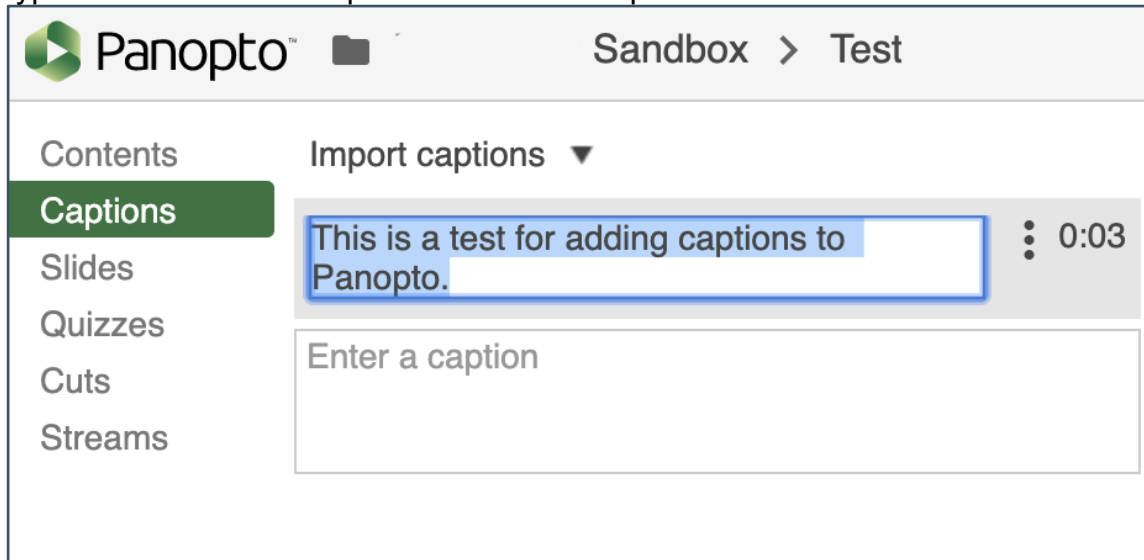 Panopto™ Sandbox > Test
Contents
Captions
Slides
Quizzes
Cuts
Streams
Import captions ▼
This is a test for adding captions to
Panopto.
0:03
Enter a caption